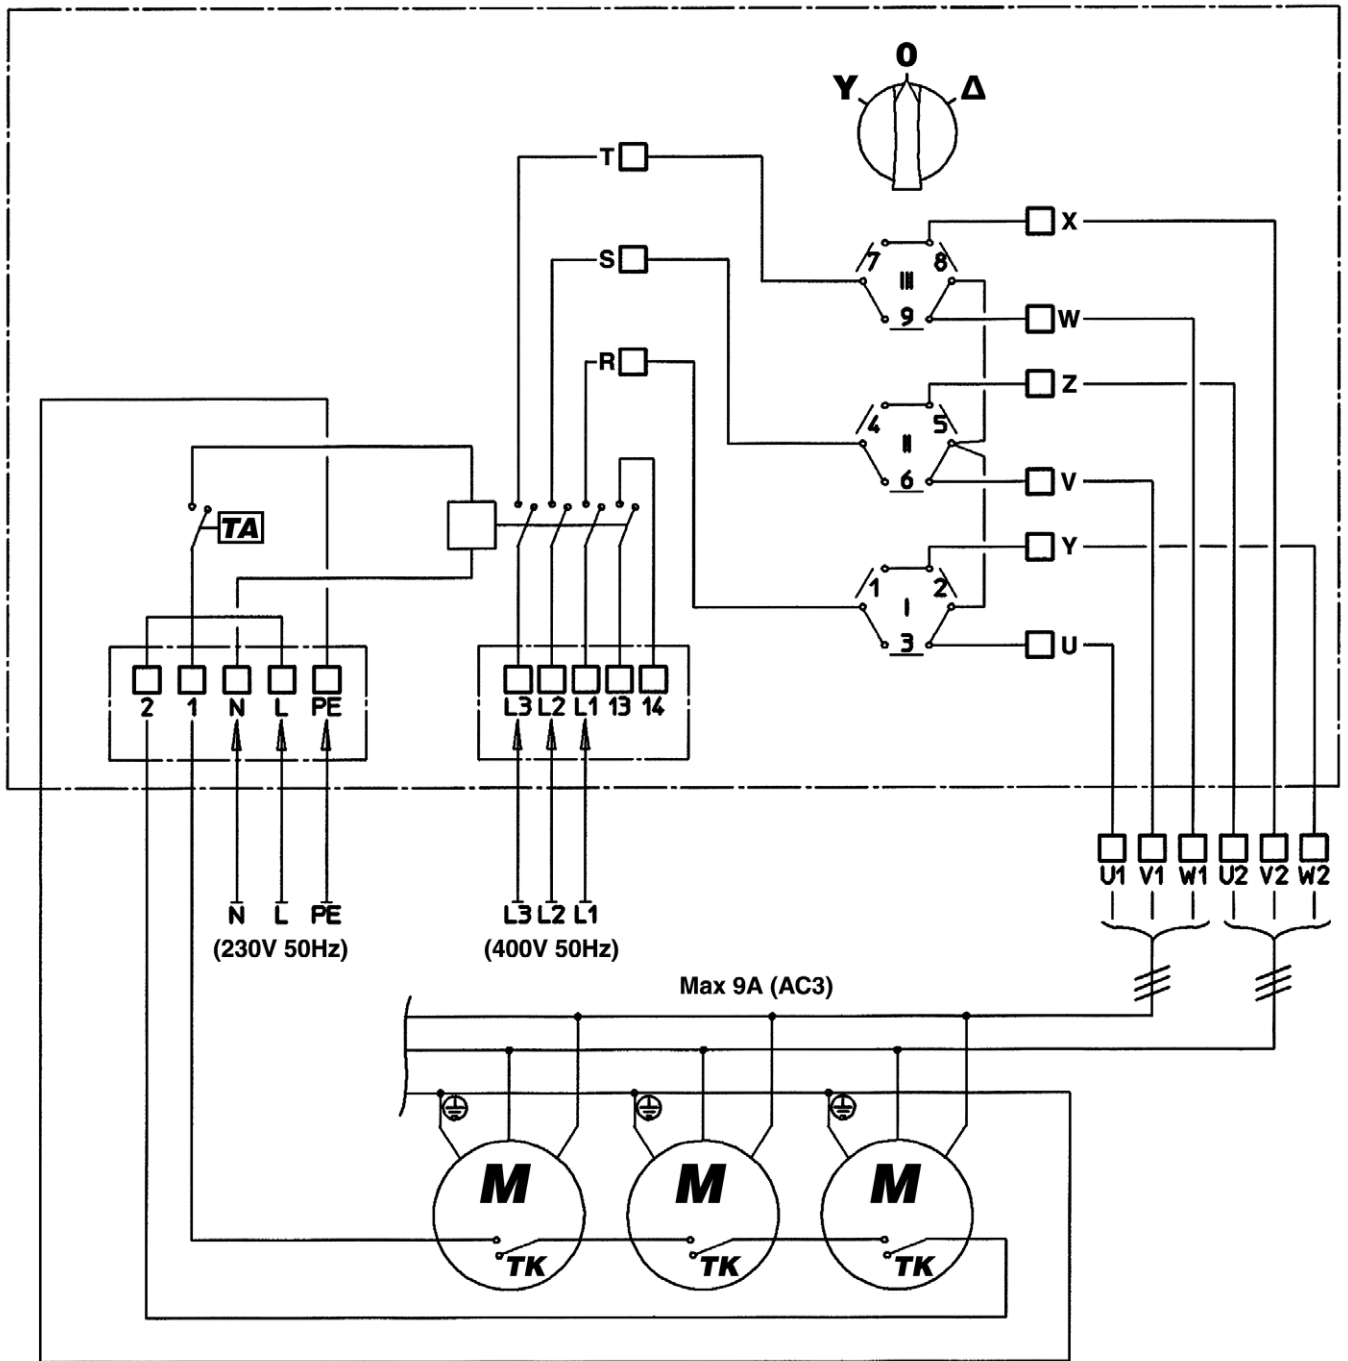 0
Y Δ
T
S
R
X
W
Z
V
Y
U
7 8
III
9
4 5
II
6
1 2
I
3
TA
2 1 N L PE
L3 L2 L1 13 14
N L PE
(230V 50Hz)
L3 L2 L1
(400V 50Hz)
U1 V1 W1 U2 V2 W2
Max 9A (AC3)
M M M
TK TK TK